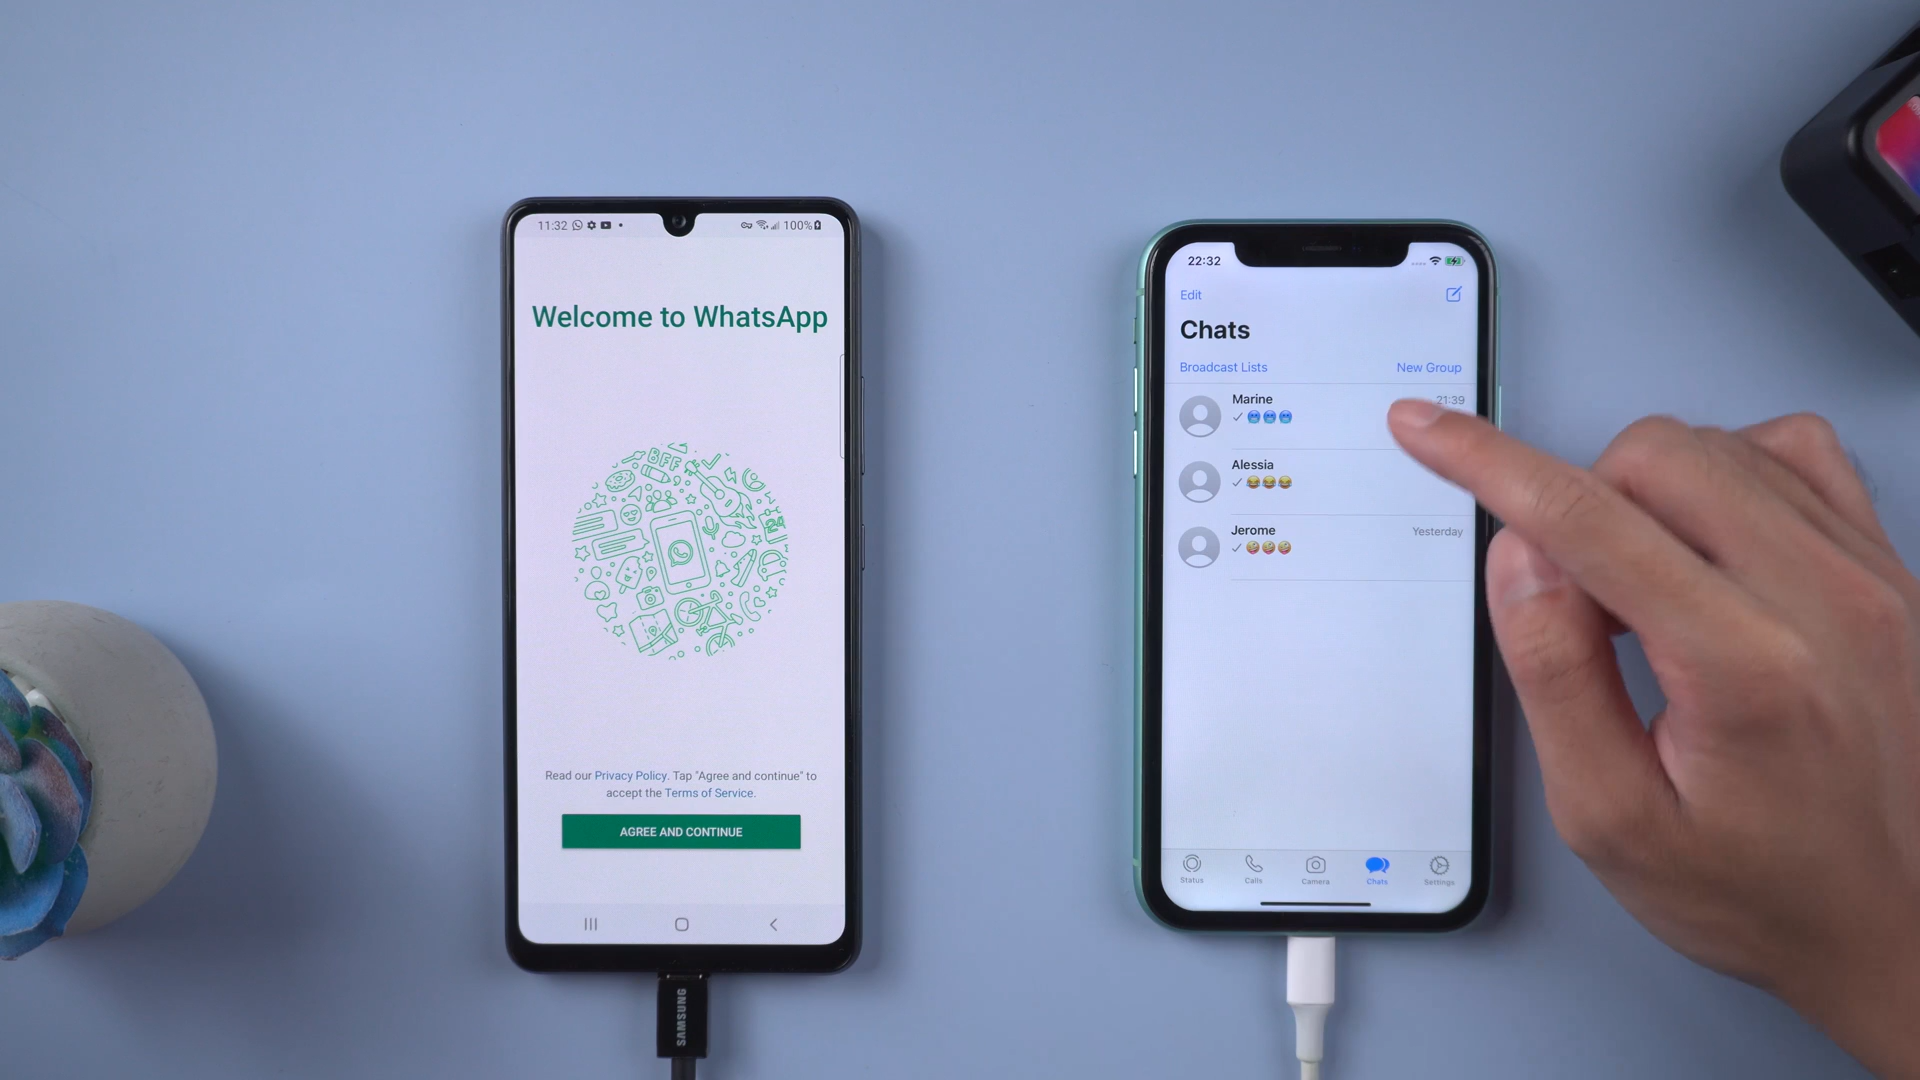 11:32
100%
Welcome to WhatsApp
BFF
24
Read our Privacy Policy. Tap "Agree and continue" to
accept the Terms of Service.
AGREE AND CONTINUE
SAMSUNG
22:32
Edit
Chats
Broadcast Lists
New Group
Marine
21:39
Alessia
Jerome
Yesterday
Status
Calls
Camera
Chats
Settings